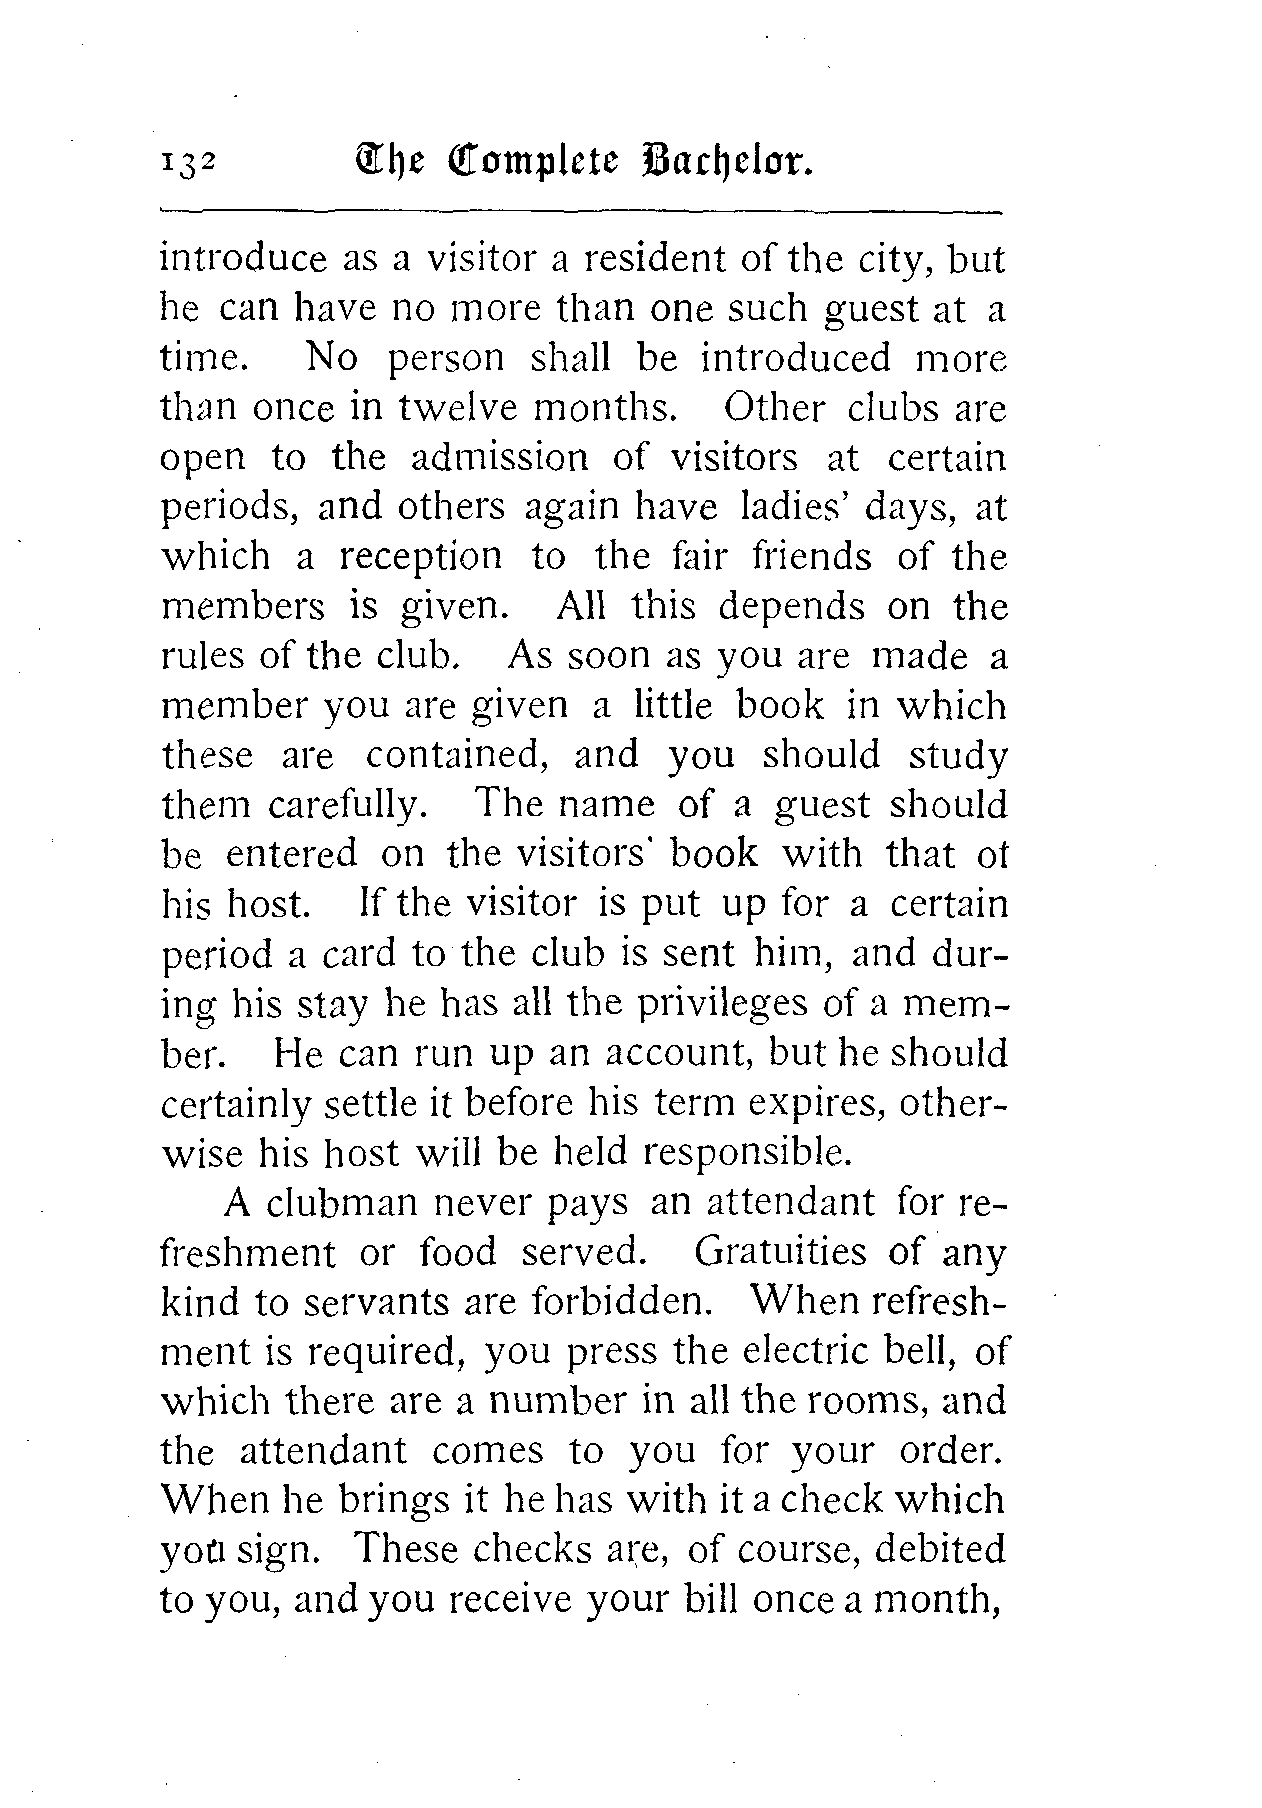 132 The Complete Bachelor.
introduce as a visitor a resident of the city, but
he can have no more than one such guest at a
time. No person shall be introduced more
than once in twelve months. Other clubs are
open to the admission of visitors at certain
periods, and others again have ladies' days, at
which a reception to the fair friends of the
members is given. All this depends on the
rules of the club. As soon as you are made a
member you are given a little book in which
these are contained, and you should study
them carefully. The name of a guest should
be entered on the visitors' book with that of
his host. If the visitor is put up for a certain
period a card to the club is sent him, and dur-
ing his stay he has all the privileges of a mem-
ber. He can run up an account, but he should
certainly settle it before his term expires, other-
wise his host will be held responsible.
A clubman never pays an attendant for re-
freshment or food served. Gratuities of any
kind to servants are forbidden. When refresh-
ment is required, you press the electric bell, of
which there are a number in all the rooms, and
the attendant comes to you for your order.
When he brings it he has with it a check which
you sign. These checks are, of course, debited
to you, and you receive your bill once a month,